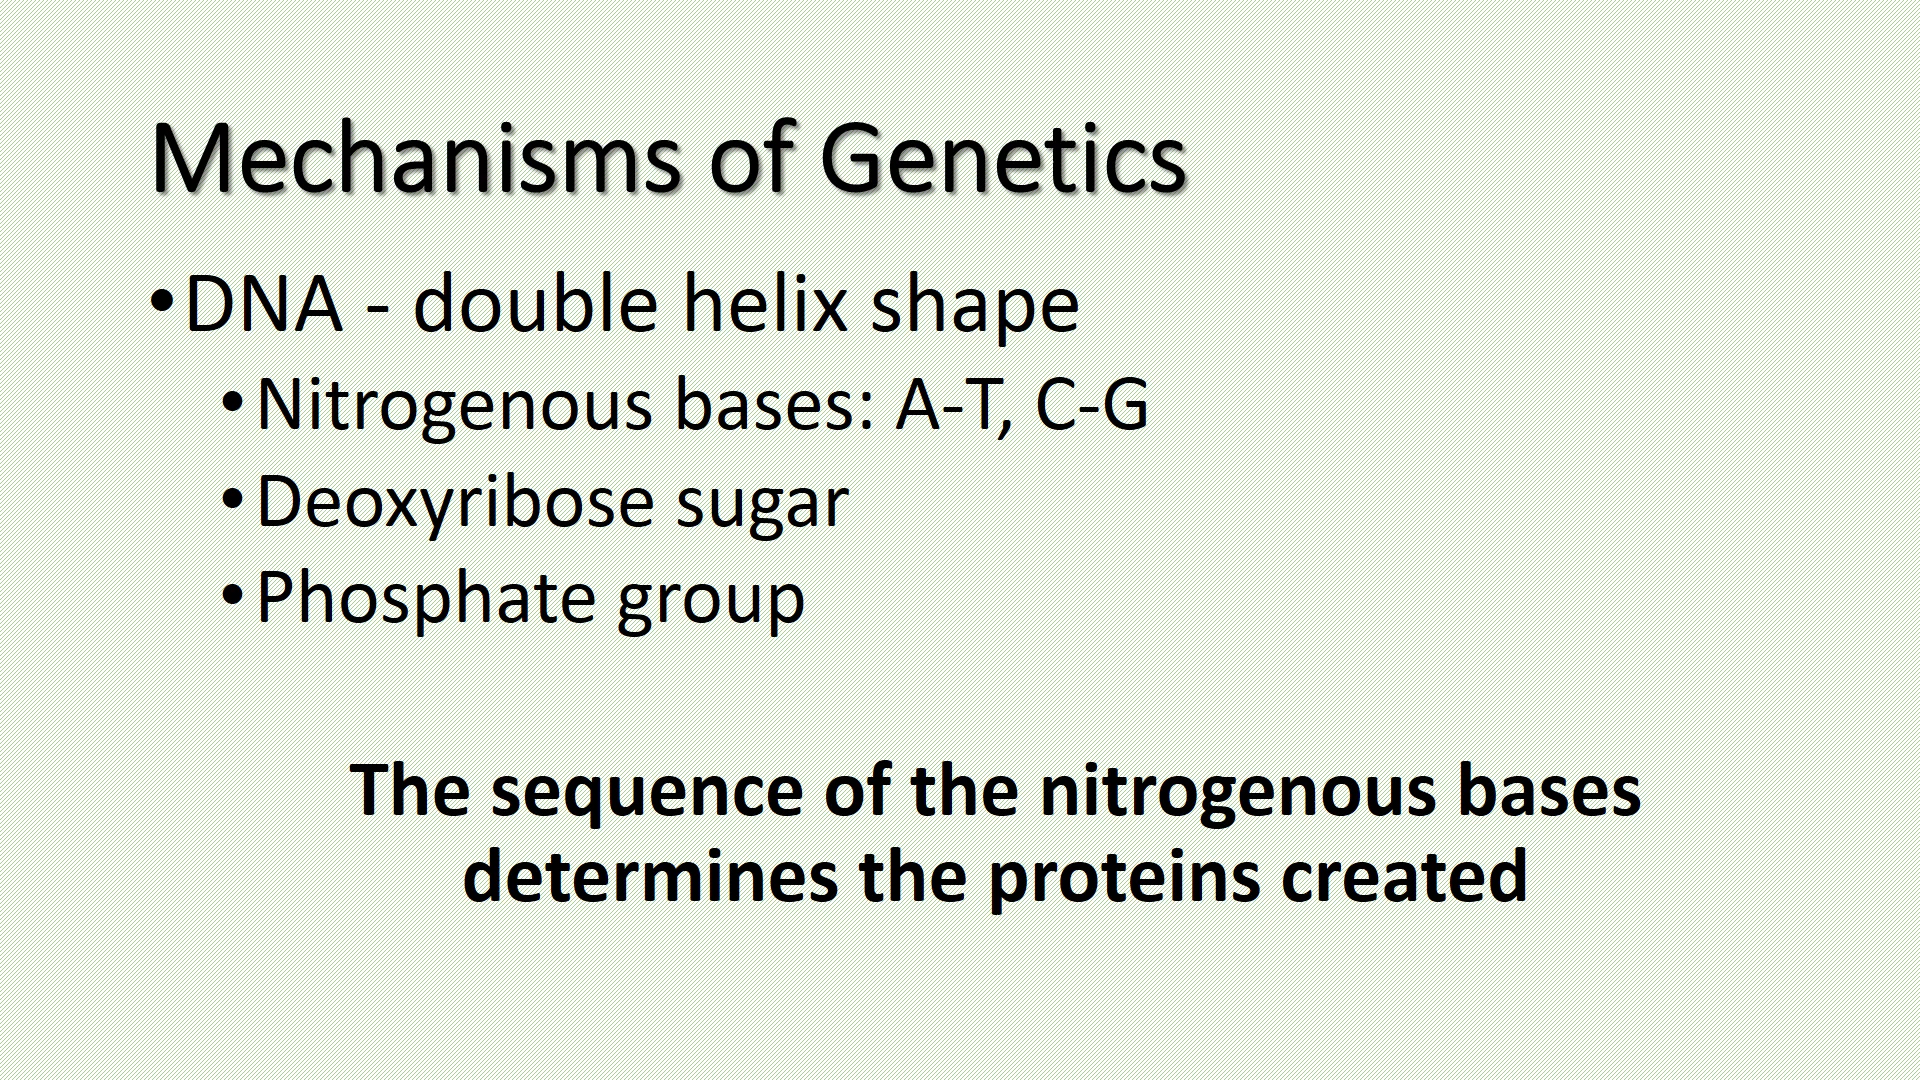 Mechanisms of Genetics
•DNA - double helix shape
•Nitrogenous bases: A-T, C-G
•Deoxyribose sugar
•Phosphate group
The sequence of the nitrogenous bases
determines the proteins created